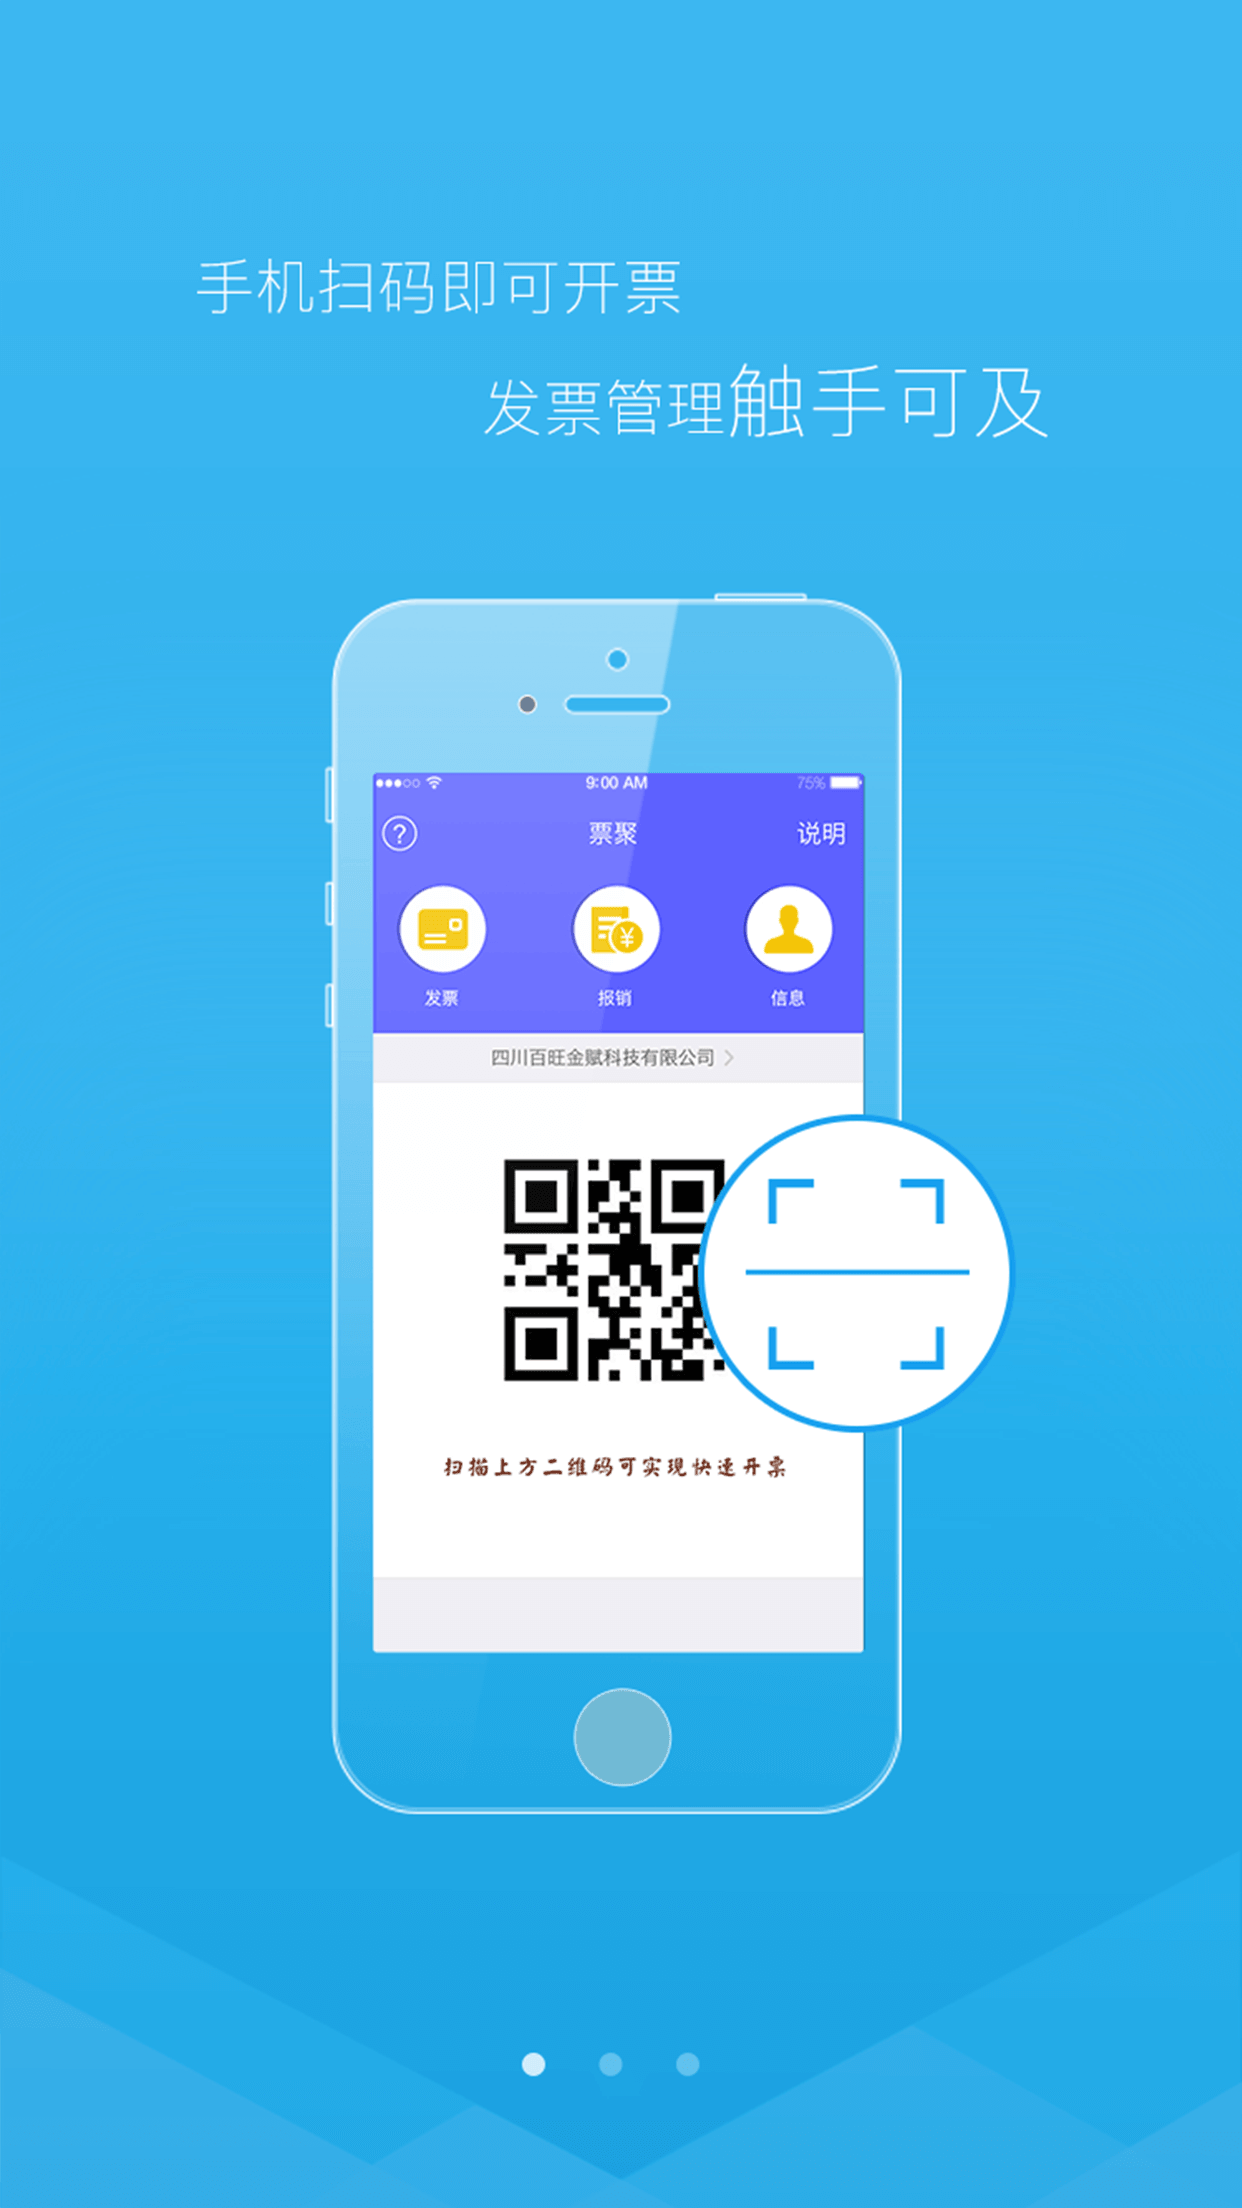 手机扫码即可开票
发票管理触手可及
9:00 AM
75%
票聚
说明
发票
报销
信息
四川百旺金赋科技有限公司
扫描上方二维码可实现快速开票